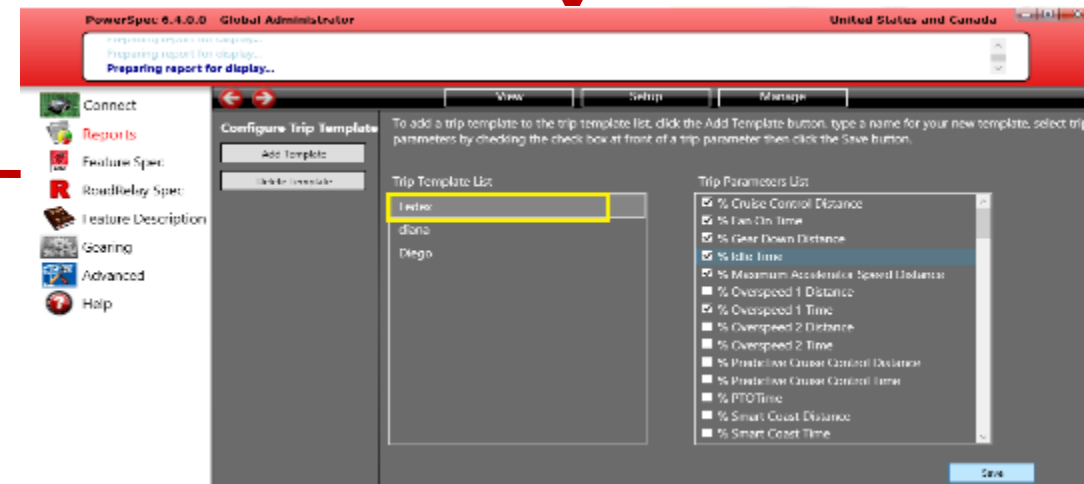 PowerSpec 6.4.0.0 Global Administrator
United States and Canada
Preparing report for display...
Preparing report for display...
Preparing report for display...
Connect
Reports
Feature Spec
RoadRelay Spec
Feature Description
Gearing
Advanced
Help
View
Setup
Manage
Configure Trip Template
Add Template
Delete Template
To add a trip template to the trip template list, click the Add Template button, type a name for your new template, select trip
parameters by checking the check box at front of a trip parameter then click the Save button.
Trip Template List
Fedex
diana
Diego
Trip Parameters List
% Cruise Control Distance
% Fan On Time
% Gear Down Distance
% Idle Time
% Maximum Accelerator Speed Distance
% Overspeed 1 Distance
% Overspeed 1 Time
% Overspeed 2 Distance
% Overspeed 2 Time
% Predictive Cruise Control Distance
% Predictive Cruise Control Time
% PTOTime
% Smart Coast Distance
% Smart Coast Time
Save